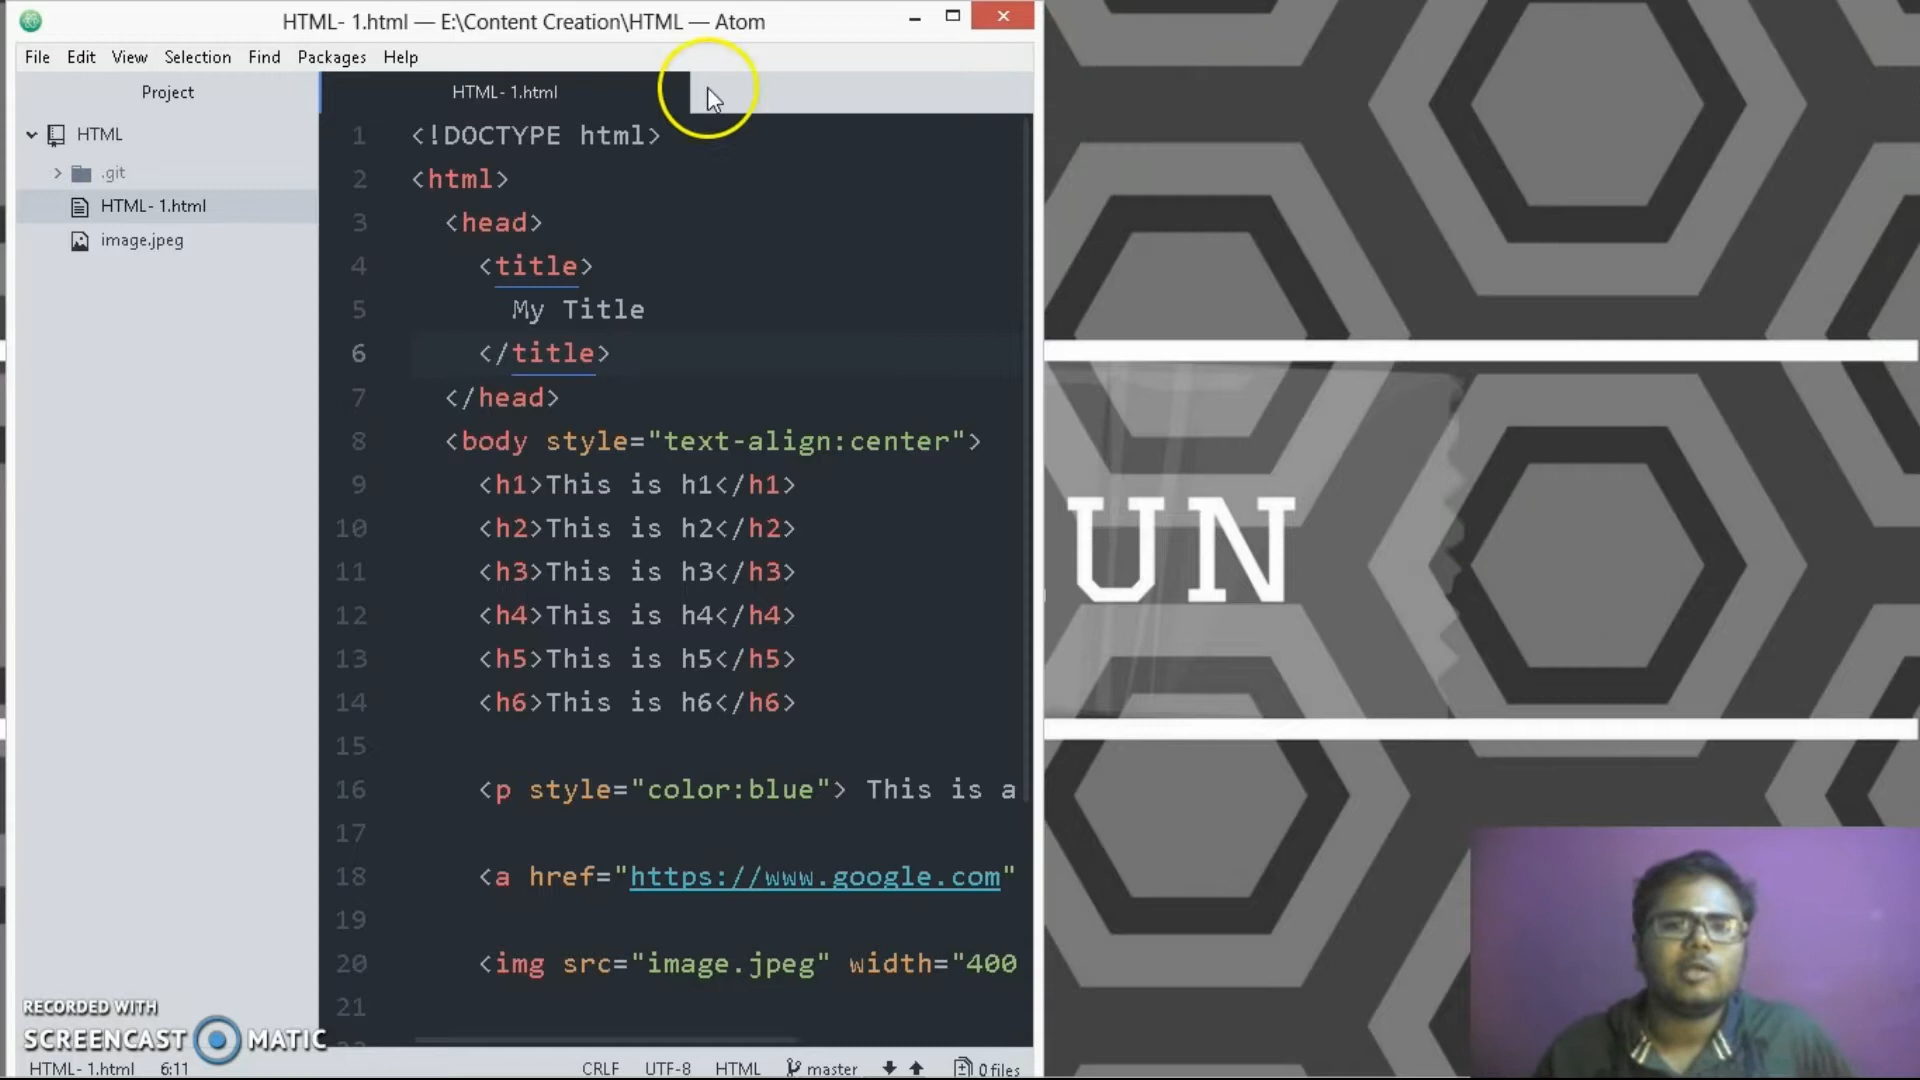 HTML- 1.html — E:\Content Creation\HTML — Atom
File Edit View Selection Find Packages Help
Project
HTML
.git
HTML- 1.html
image.jpeg
HTML- 1.html
1 <!DOCTYPE html>
2 <html>
3 <head>
4 <title>
5 My Title
6 </title>
7 </head>
8 <body style="text-align:center">
9 <h1>This is h1</h1>
10 <h2>This is h2</h2>
11 <h3>This is h3</h3>
12 <h4>This is h4</h4>
13 <h5>This is h5</h5>
14 <h6>This is h6</h6>
15
16 <p style="color:blue"> This is a
17
18 <a href="https://www.google.com"
19
20 <img src="image.jpeg" width="400
21
UN
RECORDED WITH
SCREENCAST MATIC
HTML- 1.html 6:11 CRLF UTF-8 HTML master 0 files